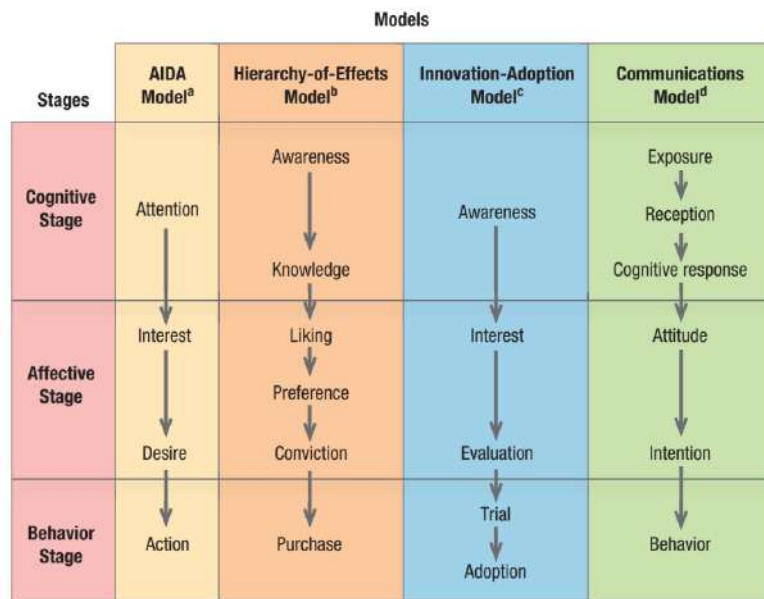 Models
Stages
AIDA
Model^a
Hierarchy-of-Effects
Model^b
Innovation-Adoption
Model^c
Communications
Model^d
Cognitive
Stage
Attention
Awareness
Knowledge
Awareness
Exposure
Reception
Cognitive response
Affective
Stage
Interest
Desire
Liking
Preference
Conviction
Interest
Evaluation
Attitude
Intention
Behavior
Stage
Action
Purchase
Trial
Adoption
Behavior